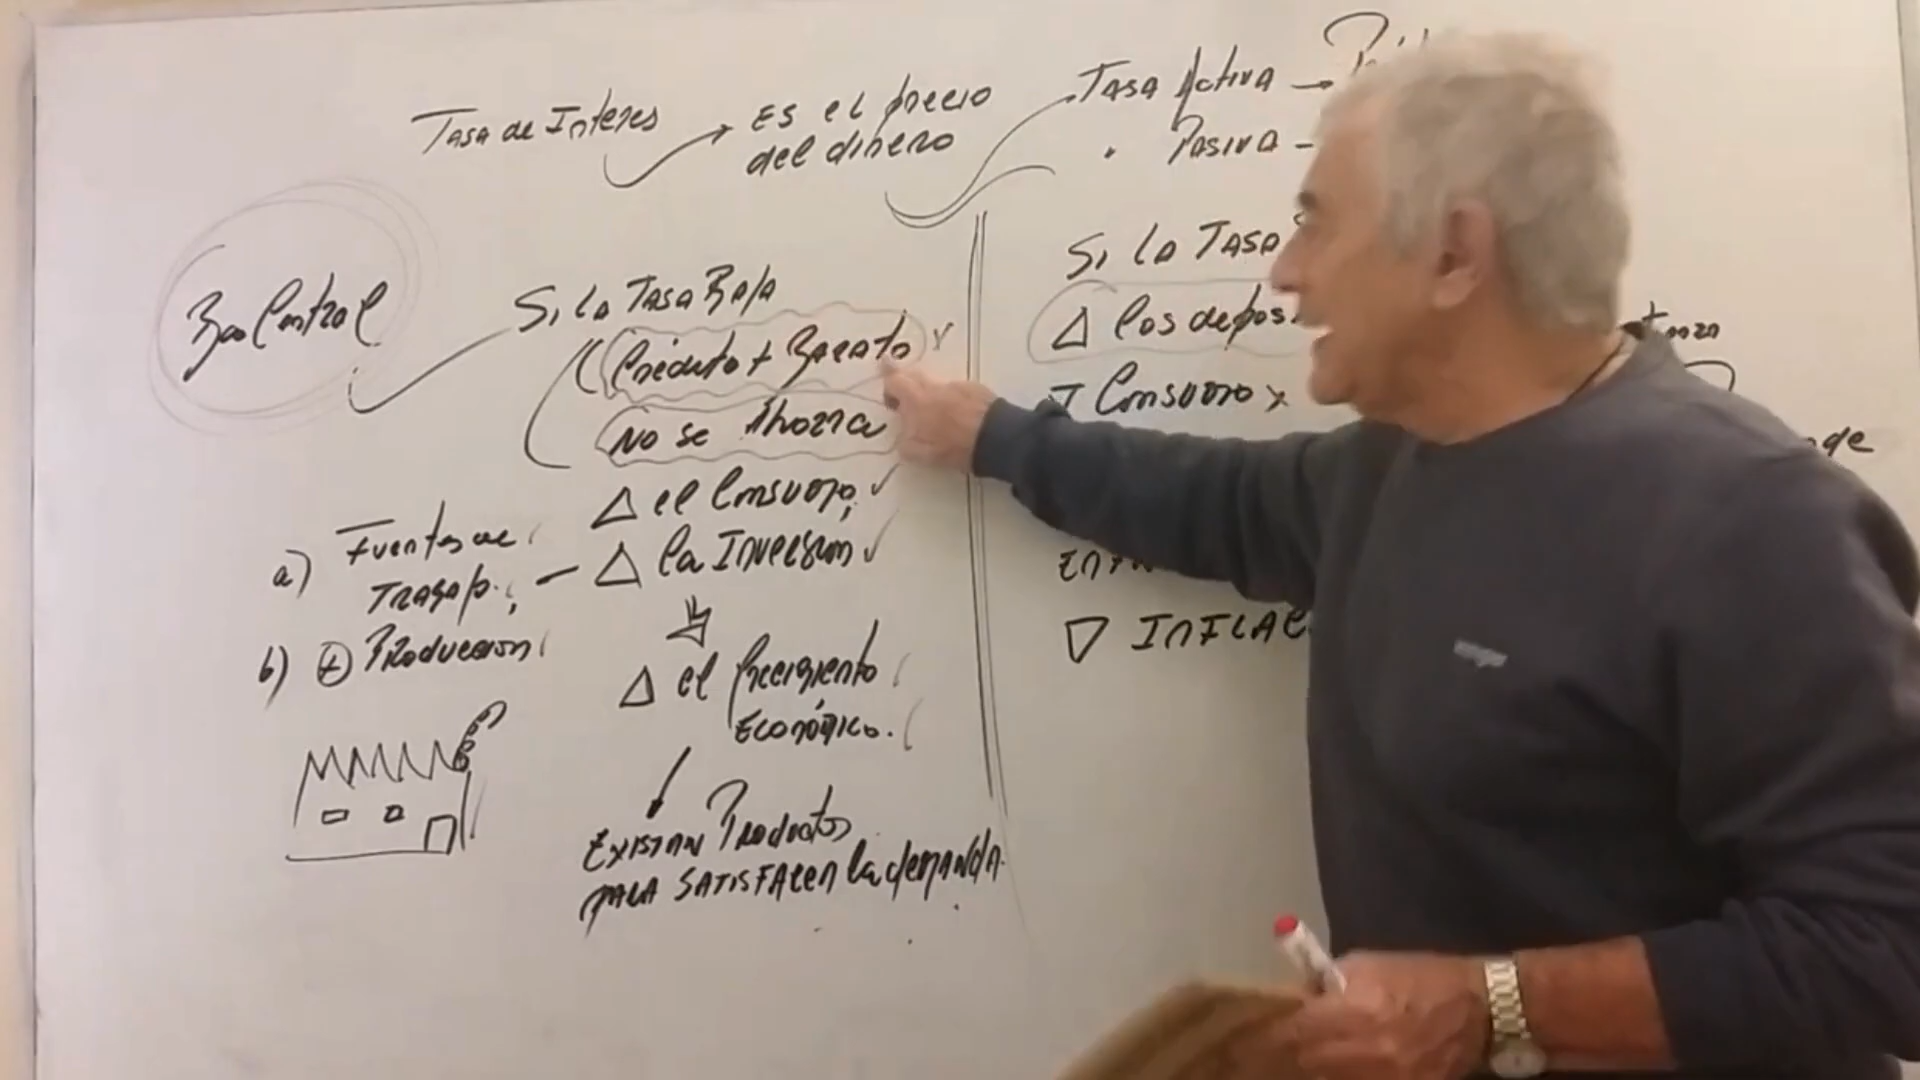 Tasa de Interes
Es el precio
del dinero
Tasa Activa
Pasiva
Bco Central
Si la Tasa Baja
Credito + Barato
No se Ahorra
Δ el Consumo,
Δ la Inversion
a) Fuentes de
Trabajo.
b) + Produccion
Δ el Crecimiento
Económico.
Existan Productos
para satisfacer la demanda.
Si la Tasa
Δ los depos
Consumo x
∇ Inflac